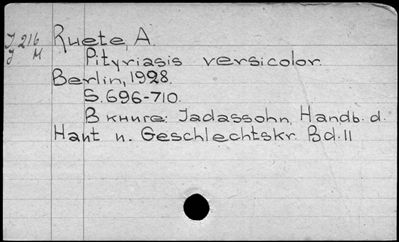 J 216 Ruete, A.
J M Pityriasis versicolor
Berlin, 1928.
S. 696-710.
В книге: Jadassohn, Handb. d.
Haut u. Geschlechtskr. Bd. II